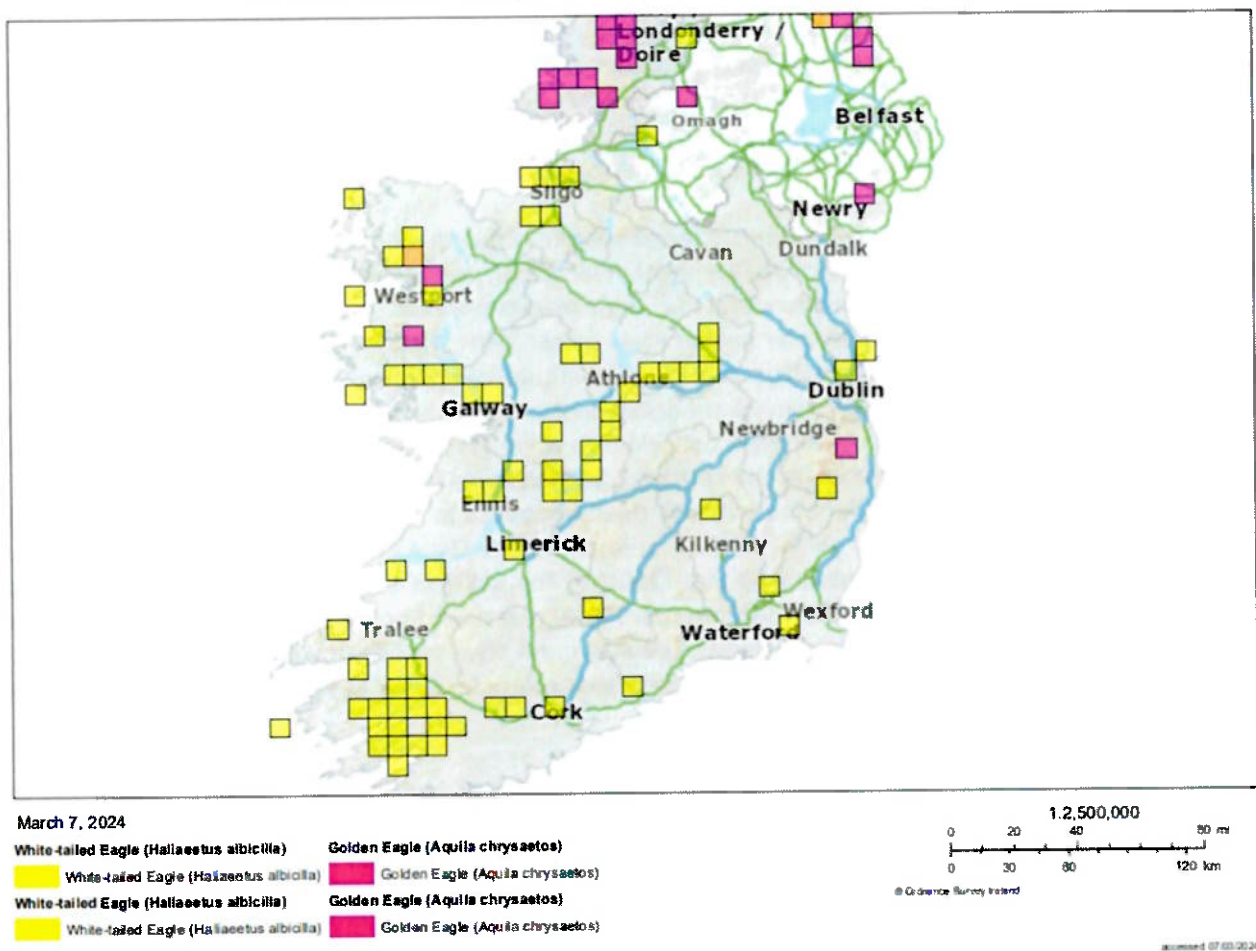 Londonderry /
Doire
Omagh
Belfast
Sligo
Newry
Cavan
Dundalk
Westport
Athlone
Dublin
Galway
Newbridge
Ennis
Limerick
Kilkenny
Wexford
Tralee
Waterford
Cork
March 7, 2024
White-tailed Eagle (Haliaeetus albicilla)
Golden Eagle (Aquila chrysaetos)
White-tailed Eagle (Haliaeetus albicilla)
Golden Eagle (Aquila chrysaetos)
White-tailed Eagle (Haliaeetus albicilla)
Golden Eagle (Aquila chrysaetos)
White-tailed Eagle (Haliaeetus albicilla)
Golden Eagle (Aquila chrysaetos)
1:2,500,000
0 20 40 80 mi
0 30 60 120 km
© Ordnance Survey Ireland
accessed